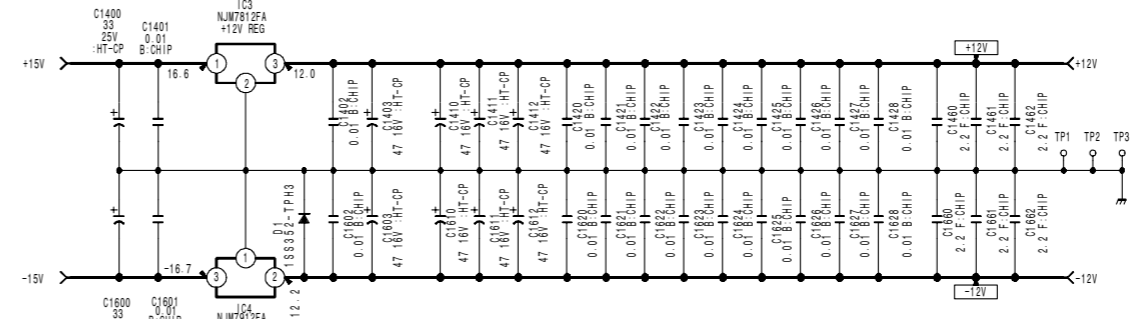 C1400
33
25V
:HT-CP
C1401
0.01
B:CHIP
IC3
NJM7812FA
+12V REG
+15V
16.6
1
2
3
12.0
C1402
0.01 B:CHIP
C1403
47 16V :HT-CP
C1410
47 16V :HT-CP
C1411
47 16V :HT-CP
C1412
47 16V :HT-CP
C1420
0.01 B:CHIP
C1421
0.01 B:CHIP
C1422
0.01 B:CHIP
C1423
0.01 B:CHIP
C1424
0.01 B:CHIP
C1425
0.01 B:CHIP
C1426
0.01 B:CHIP
C1427
0.01 B:CHIP
C1428
0.01 B:CHIP
C1460
2.2 F:CHIP
C1461
2.2 F:CHIP
C1462
2.2 F:CHIP
+12V
+12V
TP1
TP2
TP3
D1
1SS352-TPH3
C1602
0.01 B:CHIP
C1603
47 16V :HT-CP
C1610
47 16V :HT-CP
C1611
47 16V :HT-CP
C1612
47 16V :HT-CP
C1620
0.01 B:CHIP
C1621
0.01 B:CHIP
C1622
0.01 B:CHIP
C1623
0.01 B:CHIP
C1624
0.01 B:CHIP
C1625
0.01 B:CHIP
C1626
0.01 B:CHIP
C1627
0.01 B:CHIP
C1628
0.01 B:CHIP
C1660
2.2 F:CHIP
C1661
2.2 F:CHIP
C1662
2.2 F:CHIP
-15V
-16.7
3
1
2
12.2
-12V
-12V
C1600
33
C1601
0.01
B:CHIP
IC4
NJM7912FA